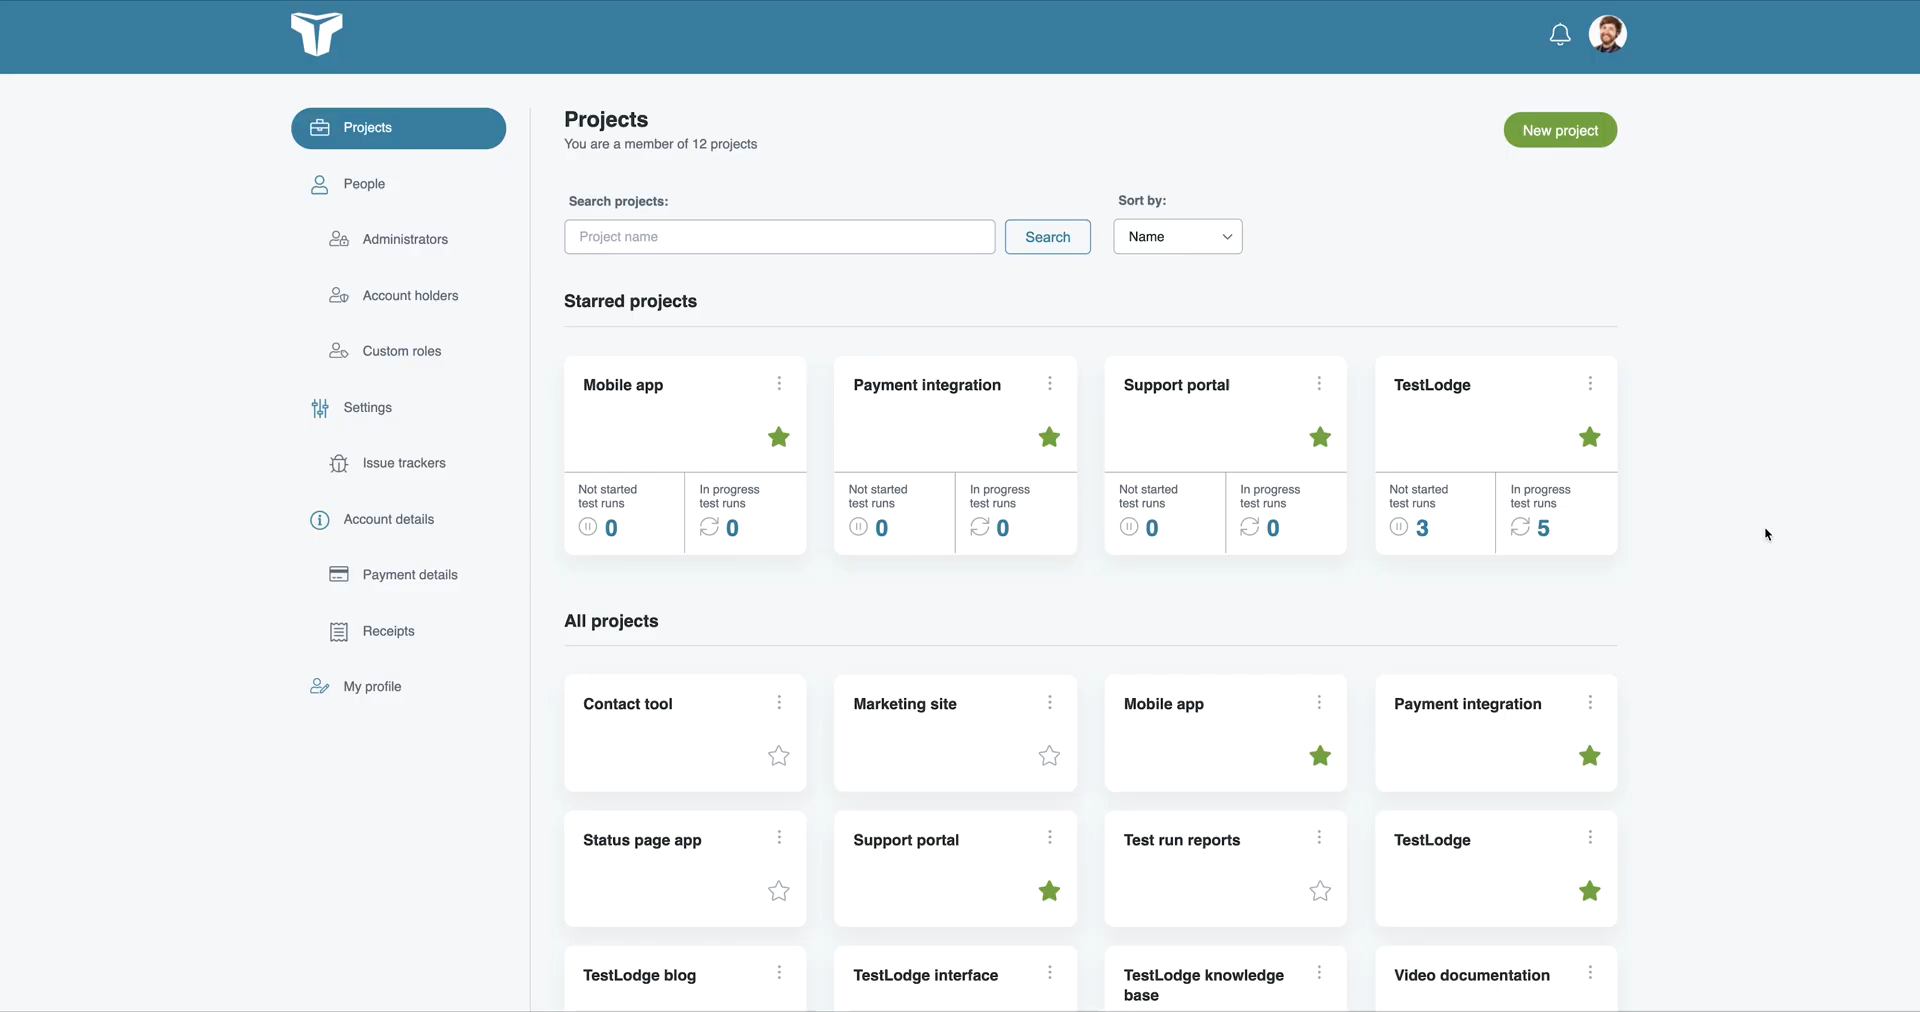 Projects
People
Administrators
Account holders
Custom roles
Settings
Issue trackers
Account details
Payment details
Receipts
My profile
Projects
You are a member of 12 projects
New project
Search projects:
Project name
Search
Sort by:
Name
Starred projects
Mobile app
Not started
test runs
0
In progress
test runs
0
Payment integration
Not started
test runs
0
In progress
test runs
0
Support portal
Not started
test runs
0
In progress
test runs
0
TestLodge
Not started
test runs
3
In progress
test runs
5
All projects
Contact tool
Marketing site
Mobile app
Payment integration
Status page app
Support portal
Test run reports
TestLodge
TestLodge blog
TestLodge interface
TestLodge knowledge
base
Video documentation